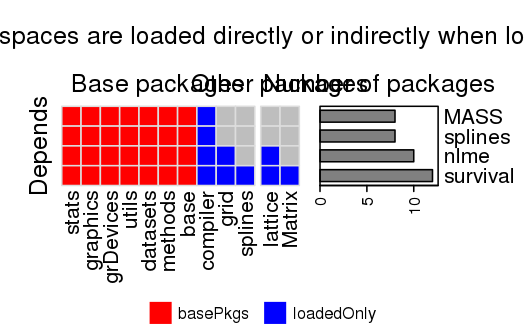 spaces are loaded directly or indirectly when lo
Base packages Other packages Number of packages
Depends
MASS
splines
nlme
survival
stats
graphics
grDevices
utils
datasets
methods
base
compiler
grid
splines
lattice
Matrix
0 5 10
basePkgs loadedOnly